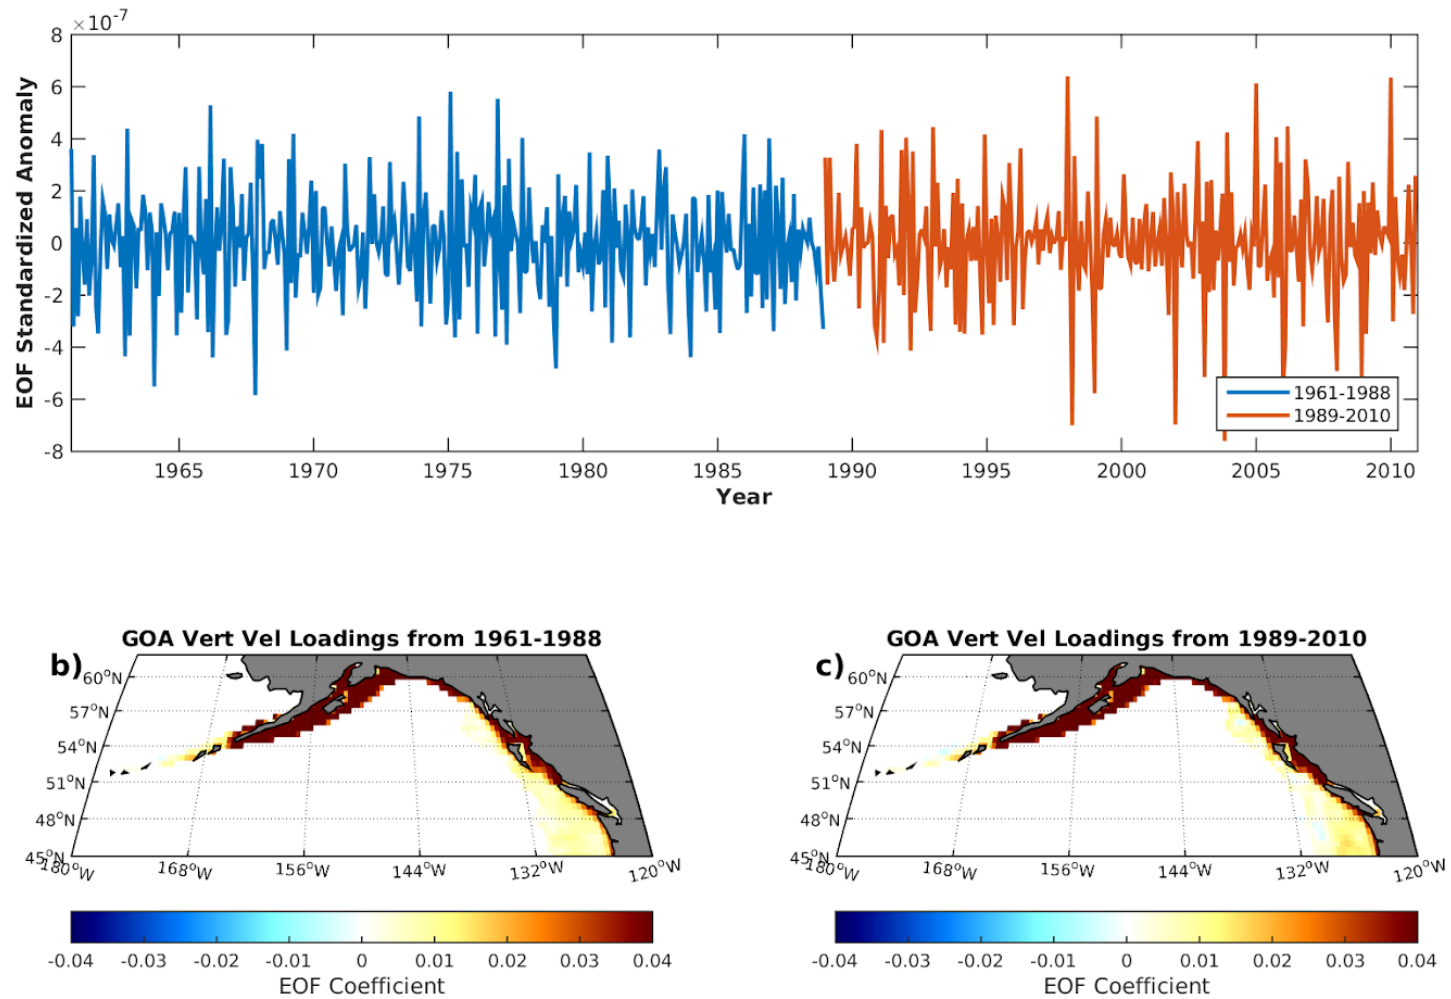 ×10⁻⁷
8
6
4
2
0
-2
-4
-6
-8
EOF Standardized Anomaly
1961-1988
1989-2010
1965 1970 1975 1980 1985 1990 1995 2000 2005 2010
Year
GOA Vert Vel Loadings from 1961-1988
b)
60°N
57°N
54°N
51°N
48°N
45°N
180°W 168°W 156°W 144°W 132°W 120°W
-0.04 -0.03 -0.02 -0.01 0 0.01 0.02 0.03 0.04
EOF Coefficient
GOA Vert Vel Loadings from 1989-2010
c)
60°N
57°N
54°N
51°N
48°N
45°N
180°W 168°W 156°W 144°W 132°W 120°W
-0.04 -0.03 -0.02 -0.01 0 0.01 0.02 0.03 0.04
EOF Coefficient